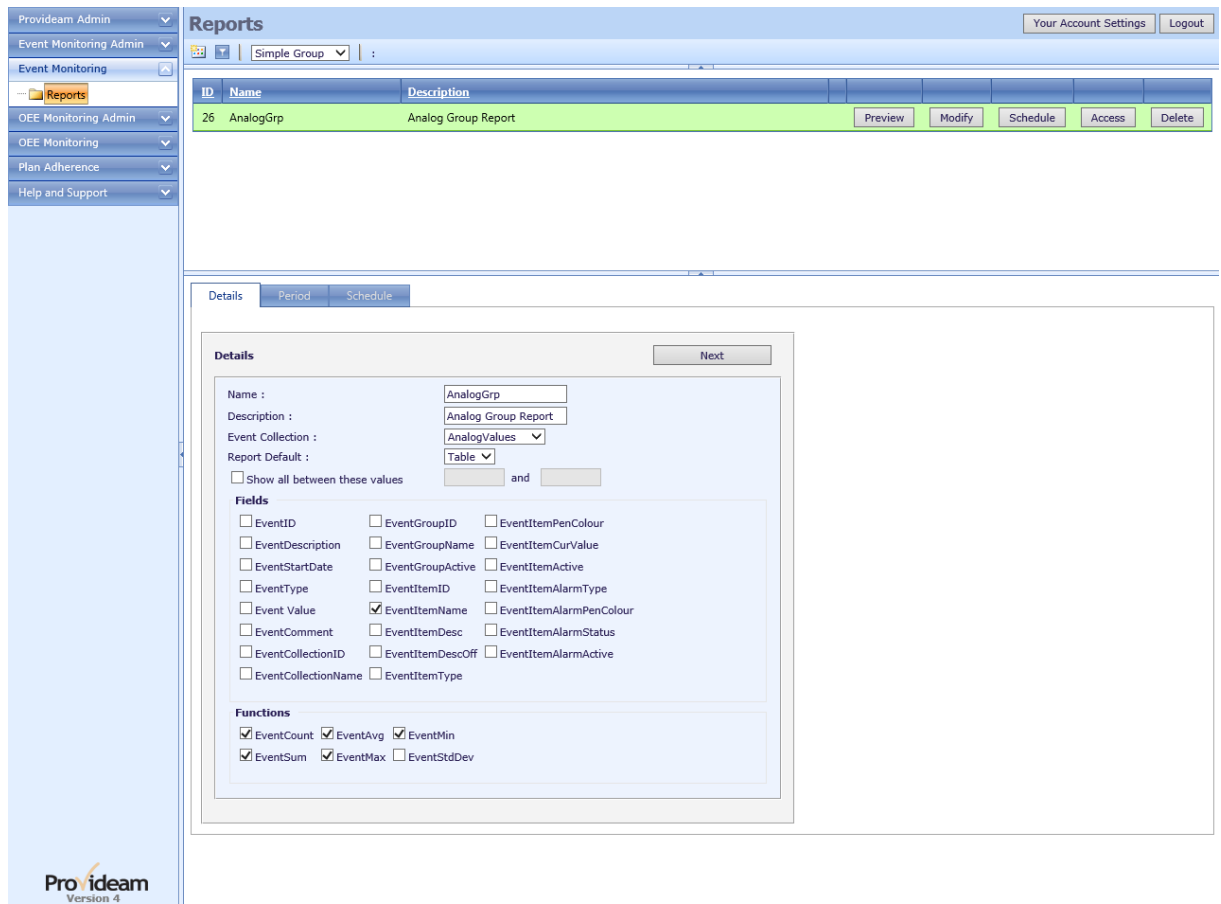 Provideam Admin
Event Monitoring Admin
Event Monitoring
Reports
OEE Monitoring Admin
OEE Monitoring
Plan Adherence
Help and Support
Provideam
Version 4
Reports
Your Account Settings
Logout
Simple Group
:
ID Name Description
26 AnalogGrp Analog Group Report Preview Modify Schedule Access Delete
Details Period Schedule
Details Next
Name : AnalogGrp
Description : Analog Group Report
Event Collection : AnalogValues
Report Default : Table
Show all between these values and
Fields
EventID EventGroupID EventItemPenColour
EventDescription EventGroupName EventItemCurValue
EventStartDate EventGroupActive EventItemActive
EventType EventItemID EventItemAlarmType
Event Value EventItemName EventItemAlarmPenColour
EventComment EventItemDesc EventItemAlarmStatus
EventCollectionID EventItemDescOff EventItemAlarmActive
EventCollectionName EventItemType
Functions
EventCount EventAvg EventMin
EventSum EventMax EventStdDev